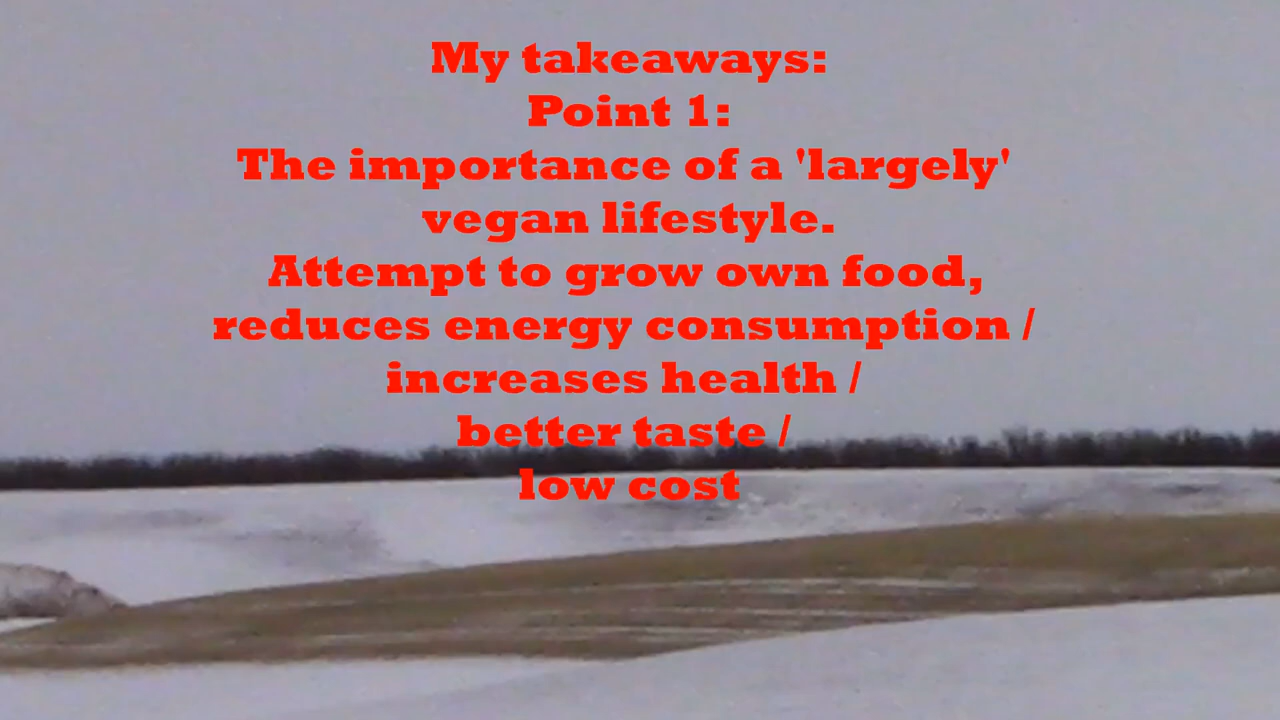 My takeaways:
Point 1:
The importance of a 'largely'
vegan lifestyle.
Attempt to grow own food,
reduces energy consumption /
increases health /
better taste /
low cost